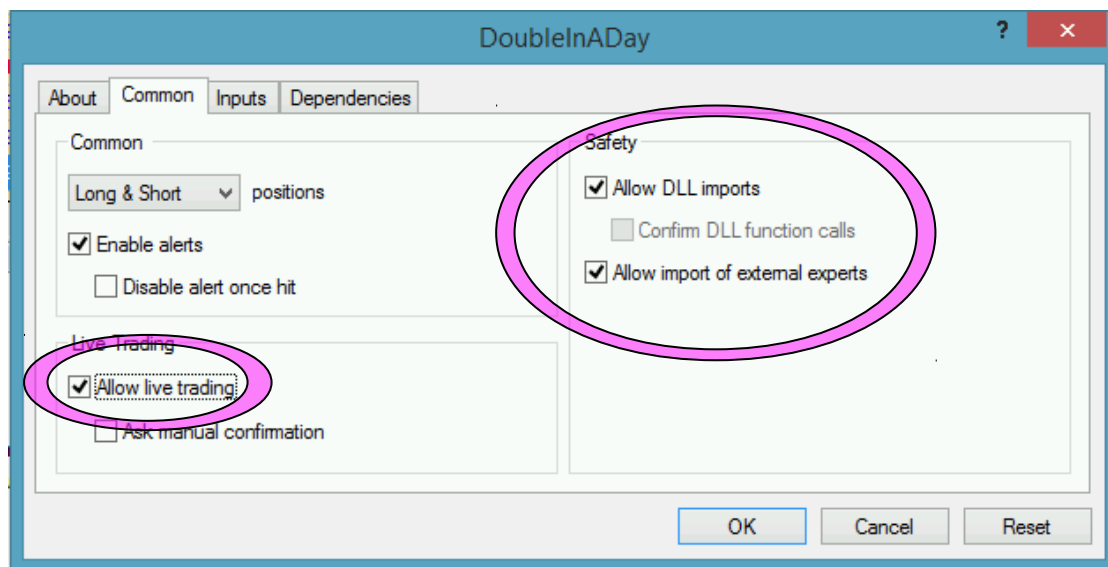 DoubleInADay
?
About Common Inputs Dependencies
Common
Long & Short positions
Enable alerts
Disable alert once hit
Live Trading
Allow live trading
Ask manual confirmation
Safety
Allow DLL imports
Confirm DLL function calls
Allow import of external experts
OK Cancel Reset